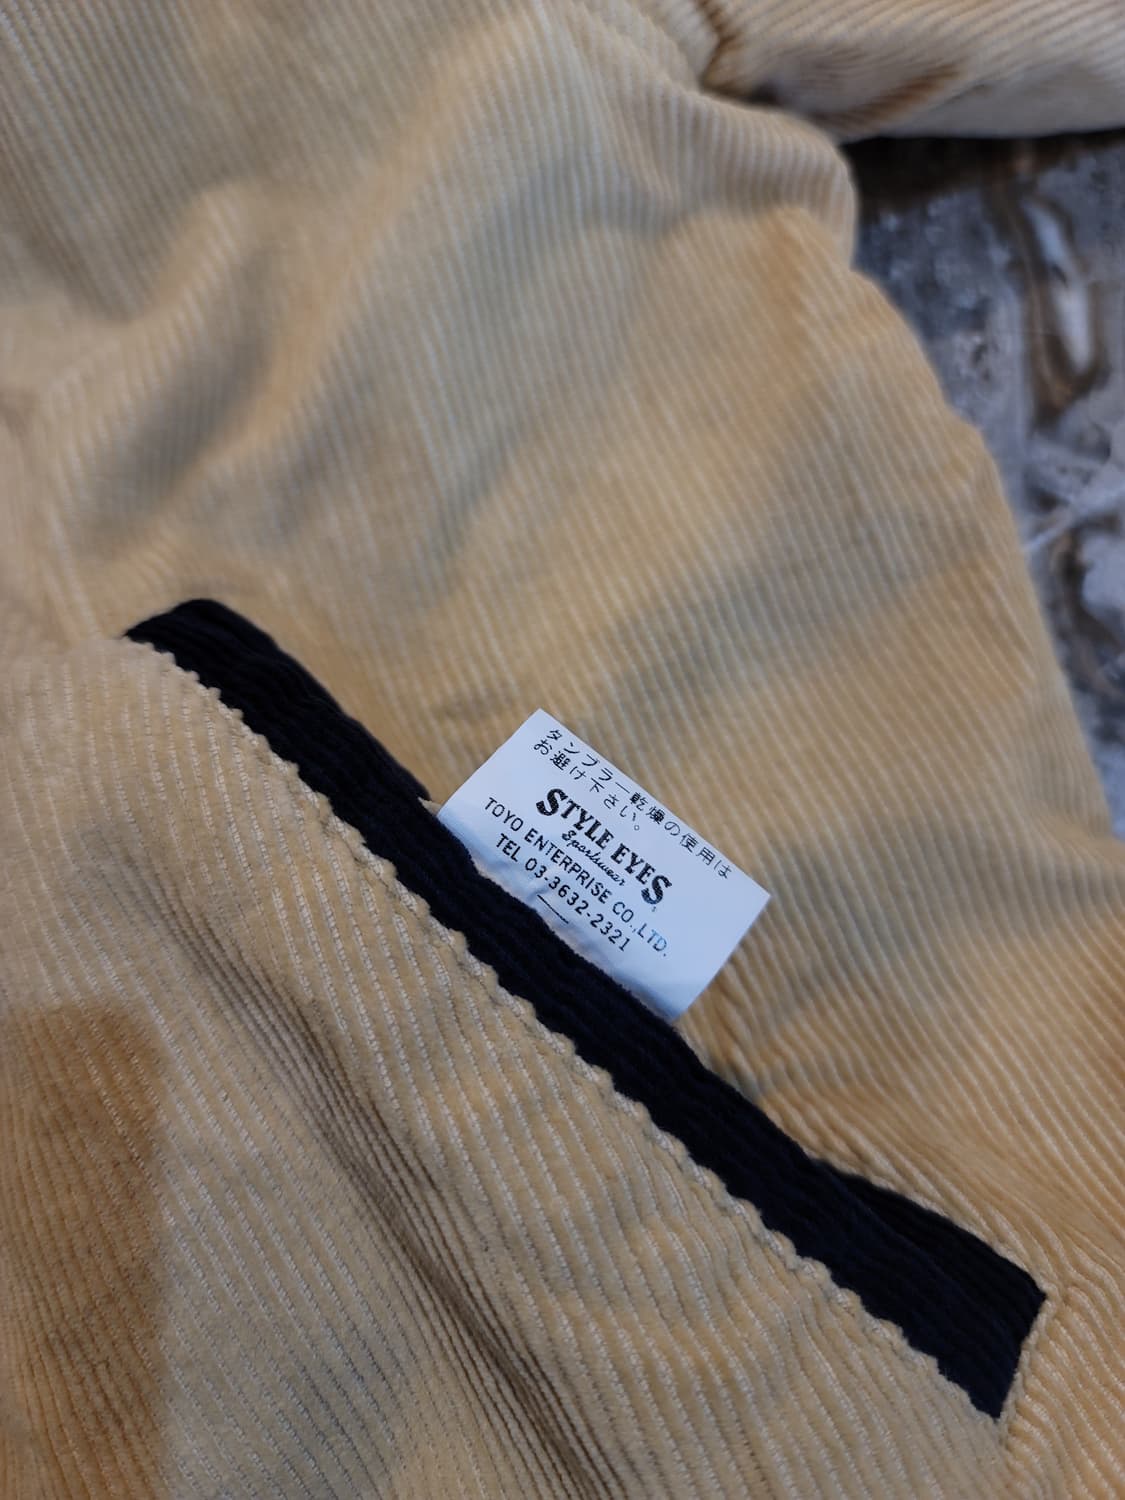 タンブラー乾燥の使用は
お避け下さい。
STYLE EYES
Sportswear
TOYO ENTERPRISE CO.,LTD.
TEL 03-3632-2321